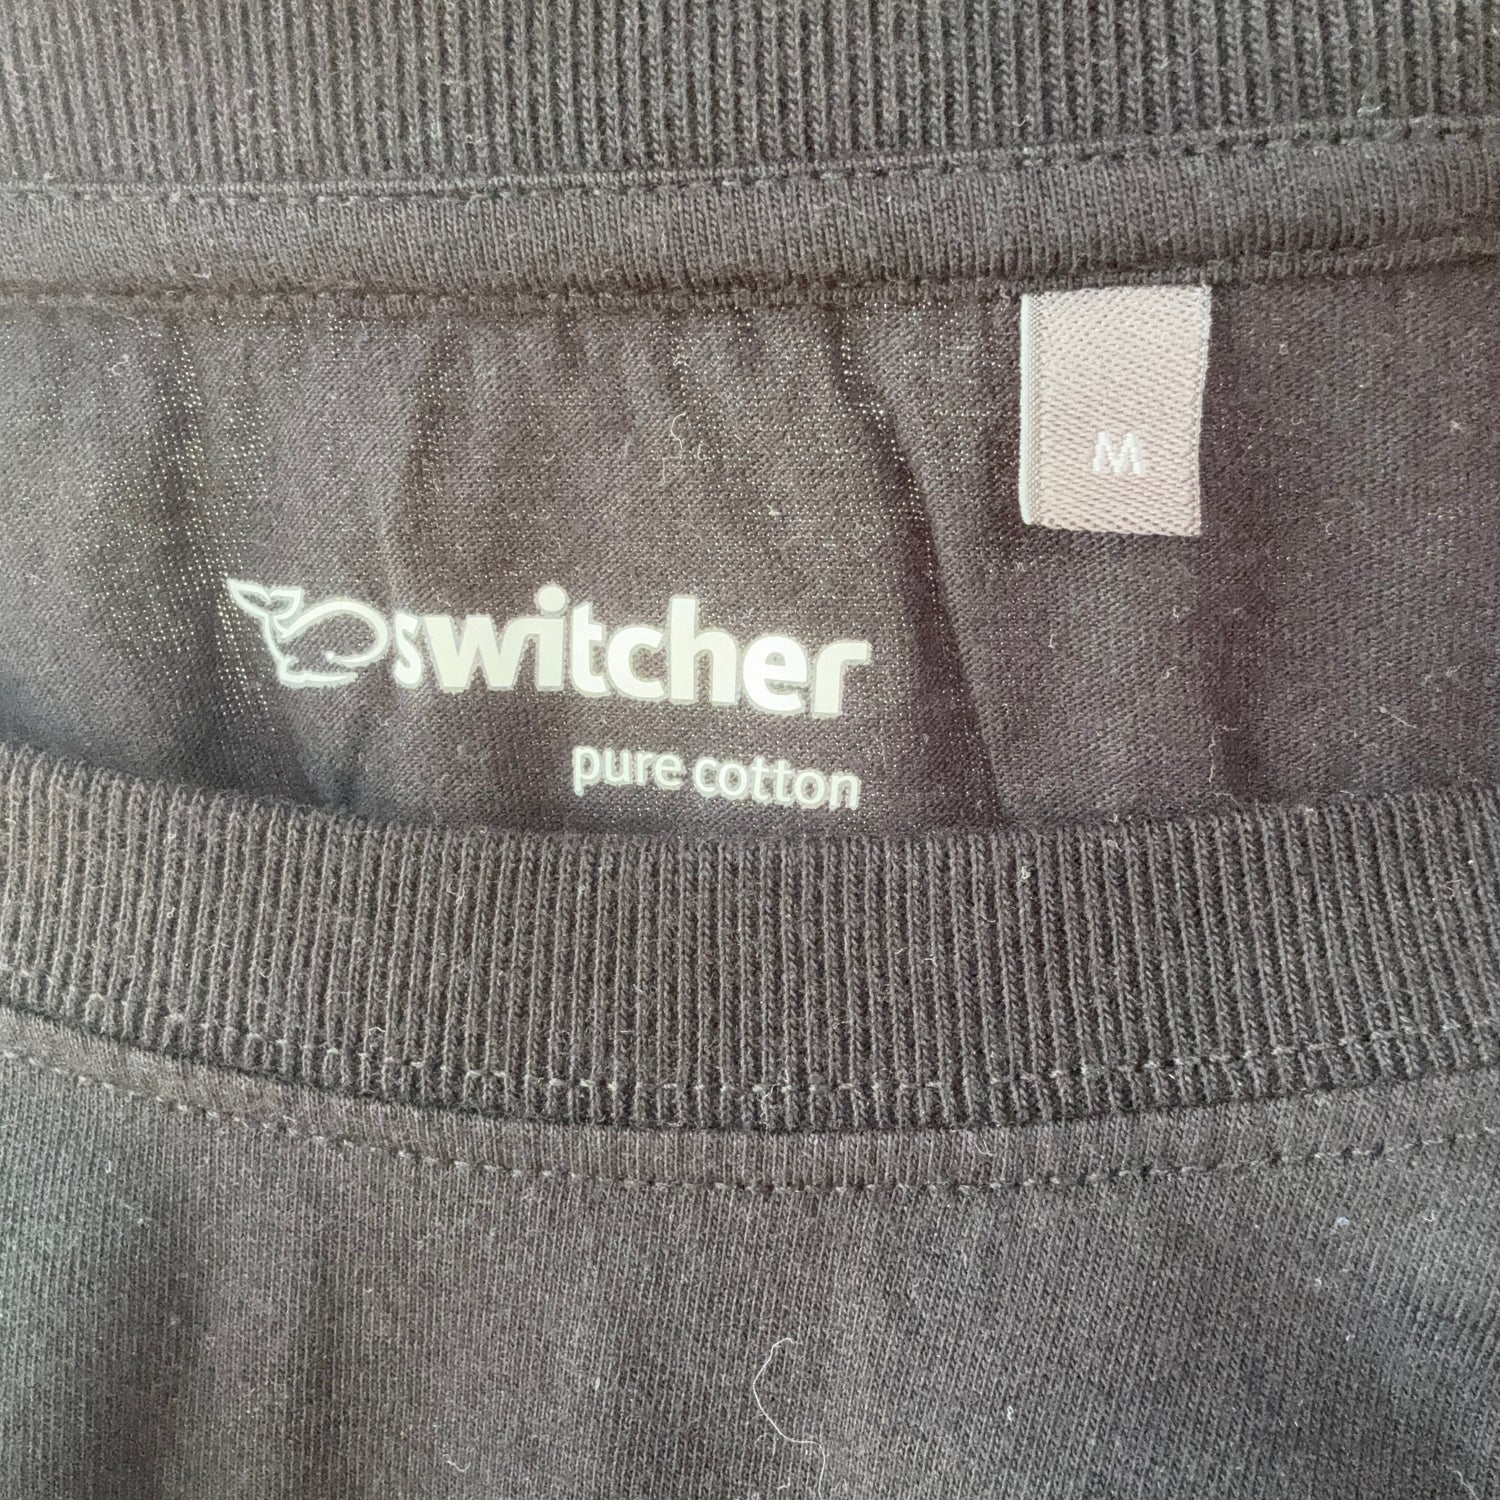 M
switcher
pure cotton